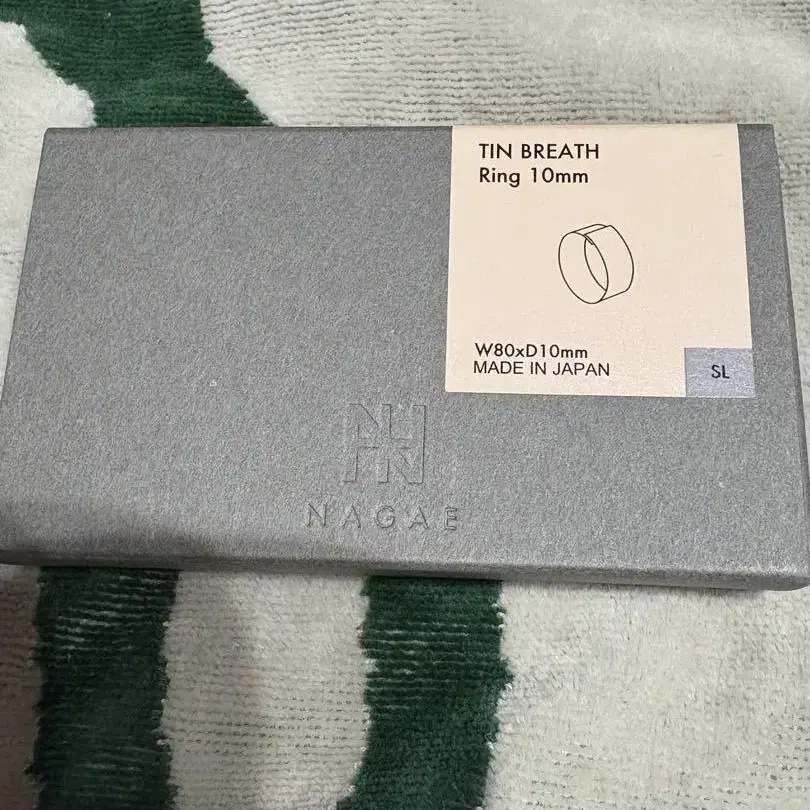 TIN BREATH
Ring 10mm
W80xD10mm
MADE IN JAPAN
SL
NAGAE